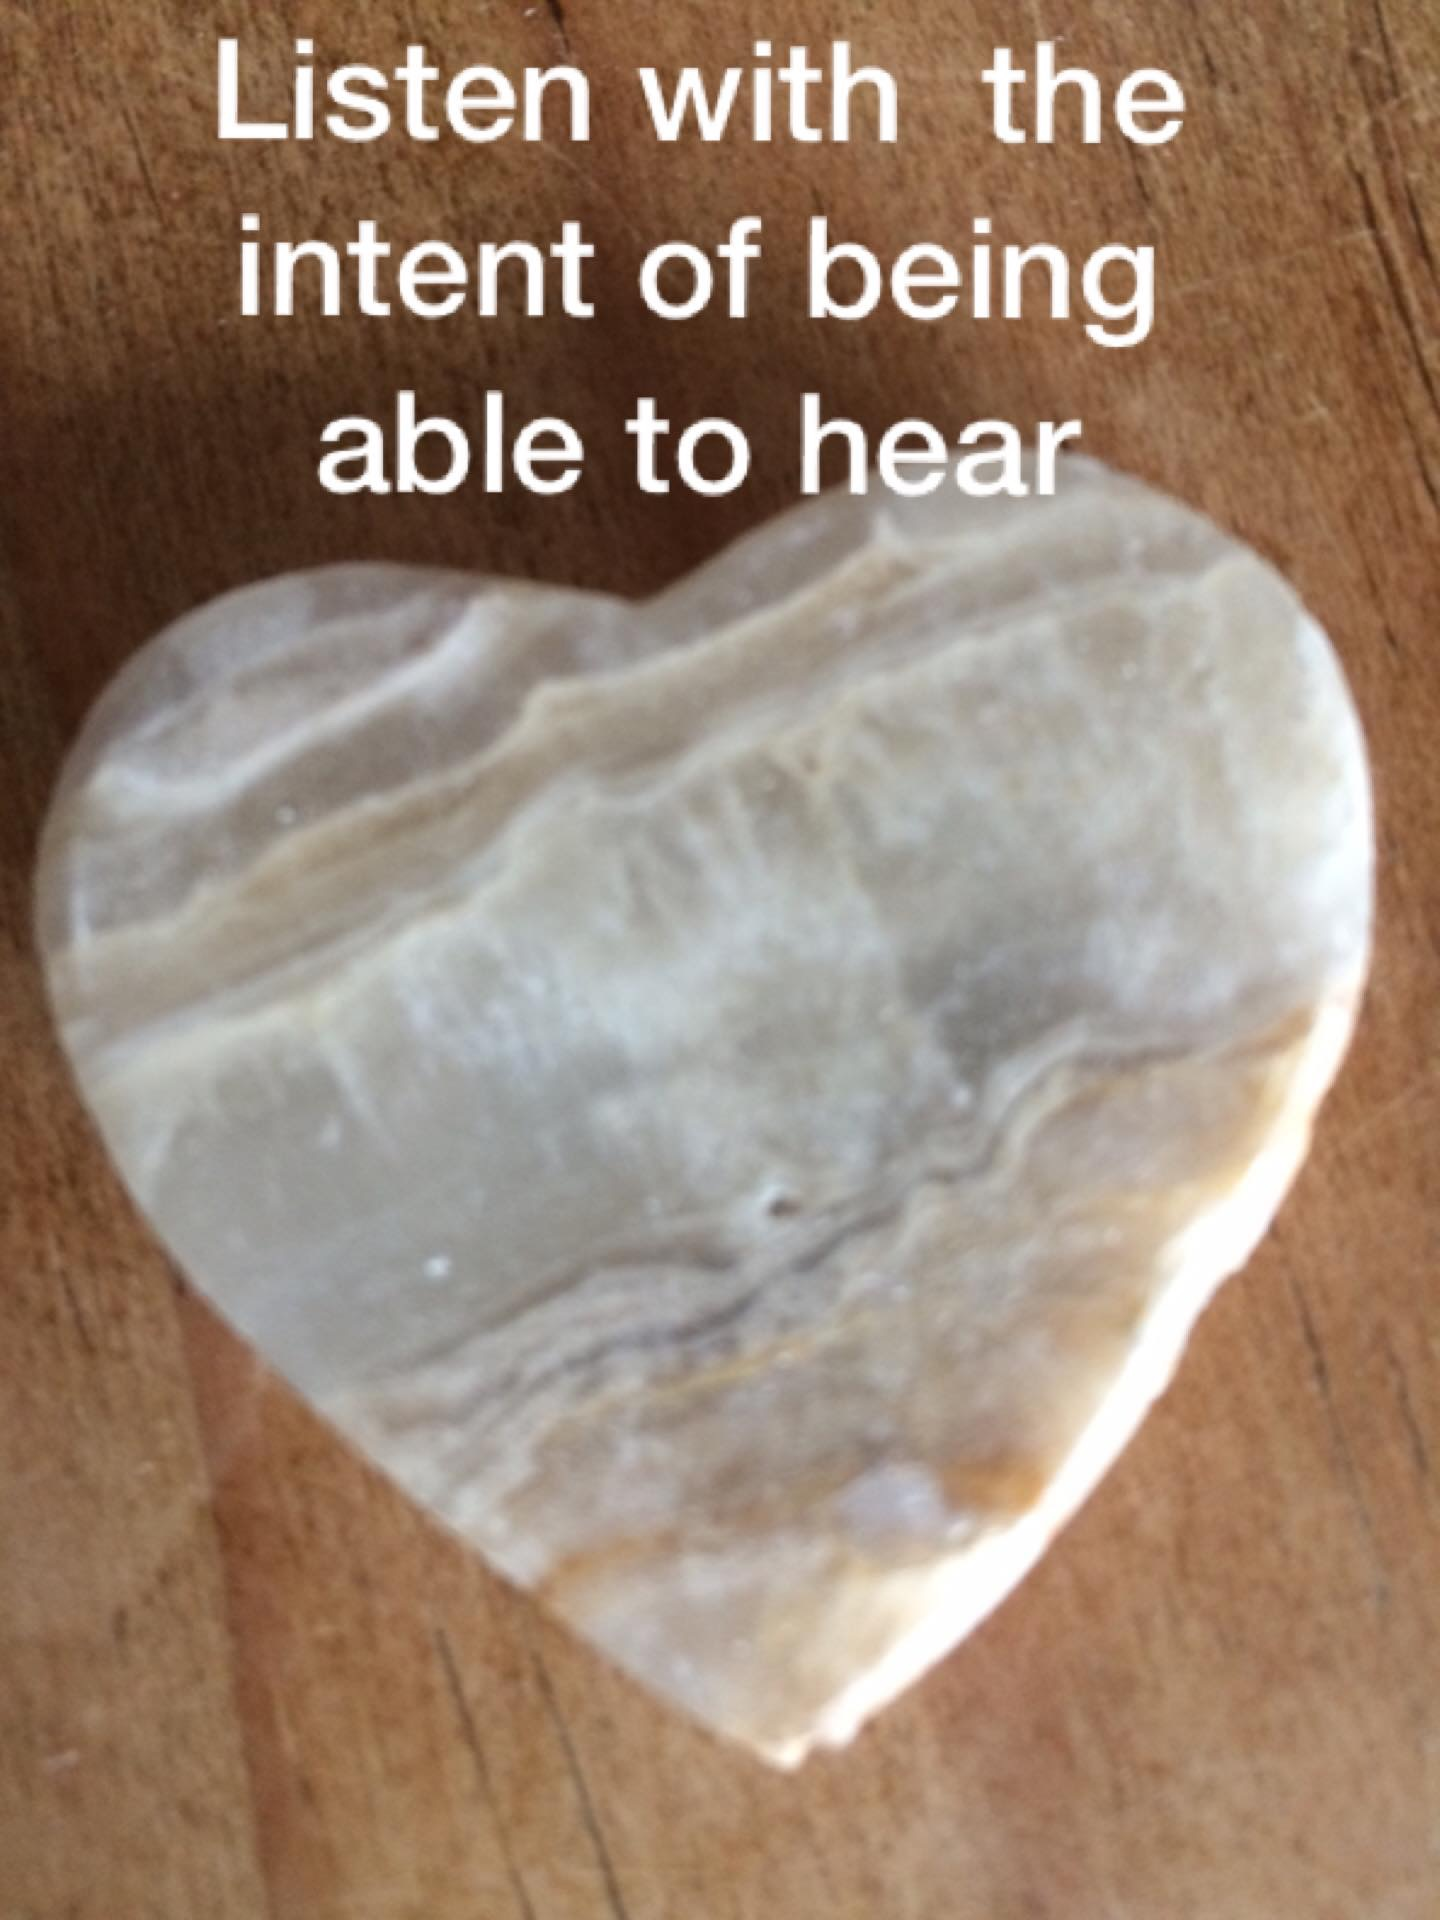 Listen with  the
intent of being
able to hear